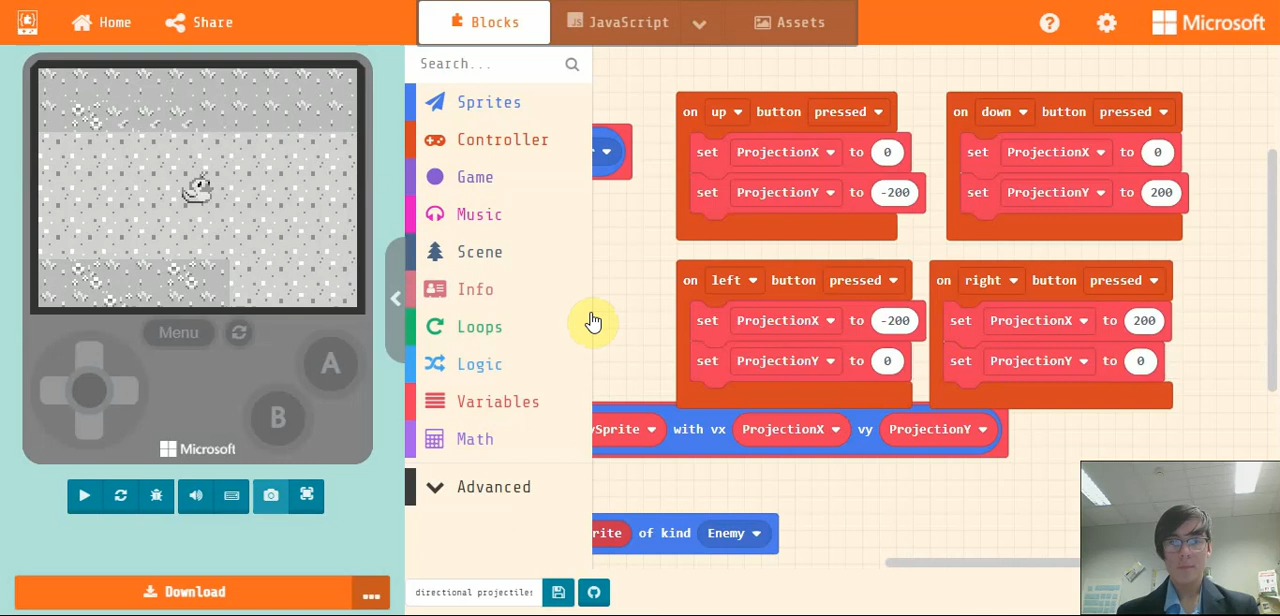 Home
Share
Blocks
JavaScript
Assets
Microsoft
Search...
Sprites
Controller
Game
Music
Scene
Info
Loops
Logic
Variables
Math
Advanced
on up button pressed
set ProjectionX to 0
set ProjectionY to -200
on down button pressed
set ProjectionX to 0
set ProjectionY to 200
on left button pressed
set ProjectionX to -200
set ProjectionY to 0
on right button pressed
set ProjectionX to 200
set ProjectionY to 0
ySprite with vx ProjectionX vy ProjectionY
rite of kind Enemy
Menu
A
B
Microsoft
Download
directional projectiles